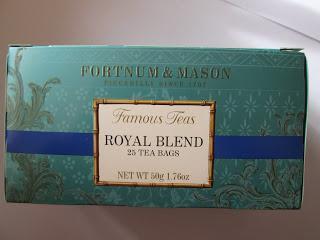 FORTNUM & MASON
PICCADILLY SINCE 1707
Famous Teas
ROYAL BLEND
25 TEA BAGS
NET WT 50g 1.76oz